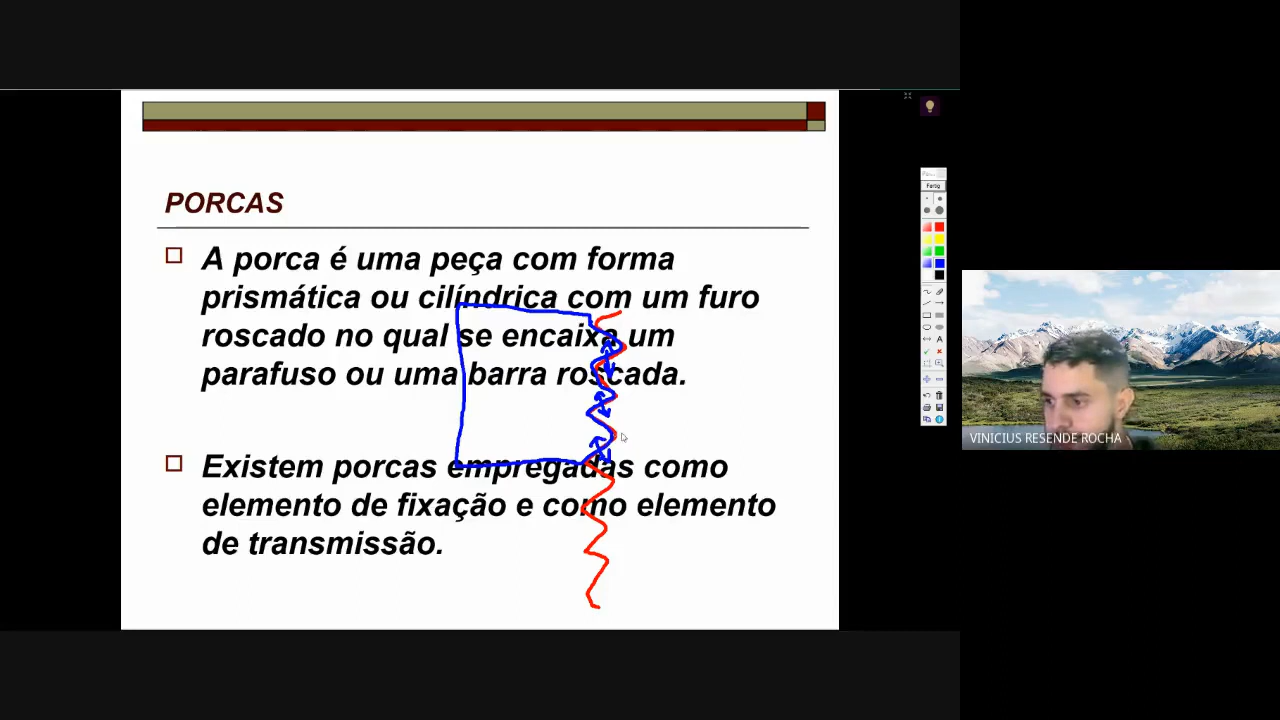 PORCAS
A porca é uma peça com forma
prismática ou cilíndrica com um furo
roscado no qual se encaixa um
parafuso ou uma barra roscada.
Existem porcas empregadas como
elemento de fixação e como elemento
de transmissão.
Fertig
A
VINICIUS RESENDE ROCHA